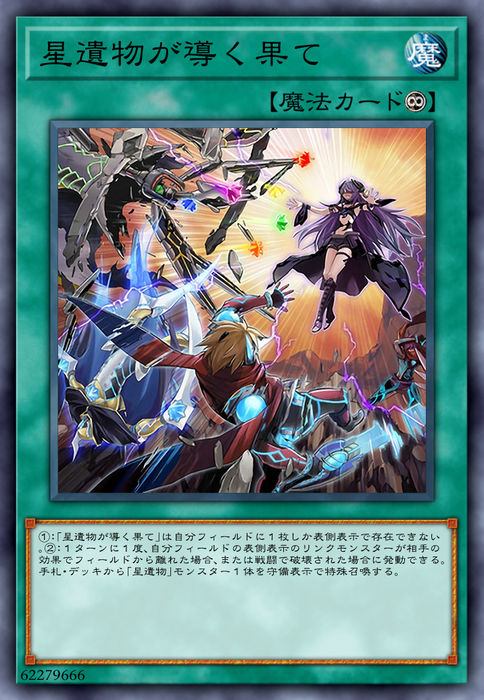 星遺物が導く果て
魔
【魔法カード】
①:「星遺物が導く果て」は自分フィールドに1枚しか表側表示で存在できない
。②:1ターンに1度、自分フィールドの表側表示のリンクモンスターが相手の
効果でフィールドから離れた場合、または戦闘で破壊された場合に発動できる。
手札・デッキから「星遺物」モンスター1体を守備表示で特殊召喚する。
62279666